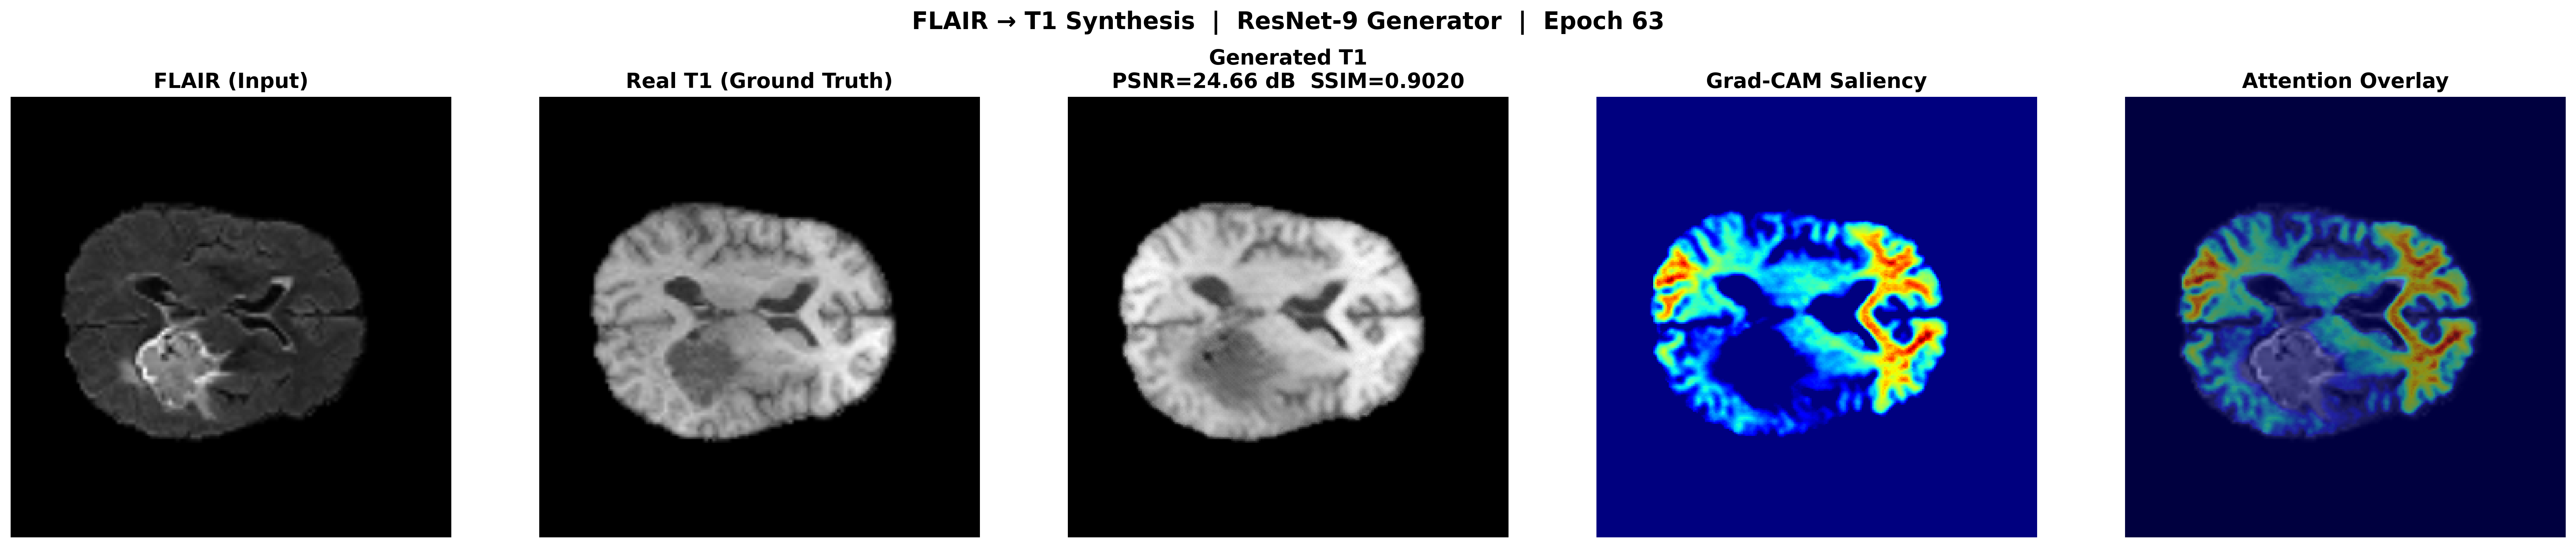 FLAIR → T1 Synthesis | ResNet-9 Generator | Epoch 63
FLAIR (Input)
Real T1 (Ground Truth)
Generated T1
PSNR=24.66 dB SSIM=0.9020
Grad-CAM Saliency
Attention Overlay